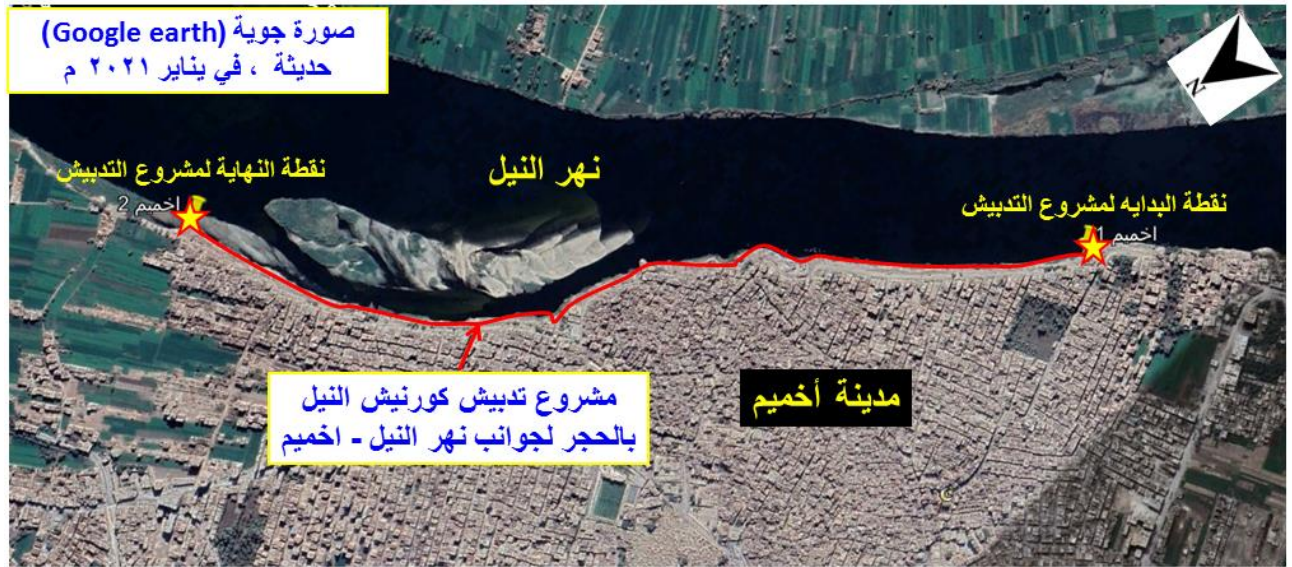 صورة جوية (Google earth)
حديثة ، في يناير ٢٠٢١ م
N
نقطة النهاية لمشروع التدبيش
اخميم 2
نهر النيل
نقطة البدايه لمشروع التدبيش
اخميم 1
مشروع تدبيش كورنيش النيل
بالحجر لجوانب نهر النيل - اخميم
مدينة أخميم